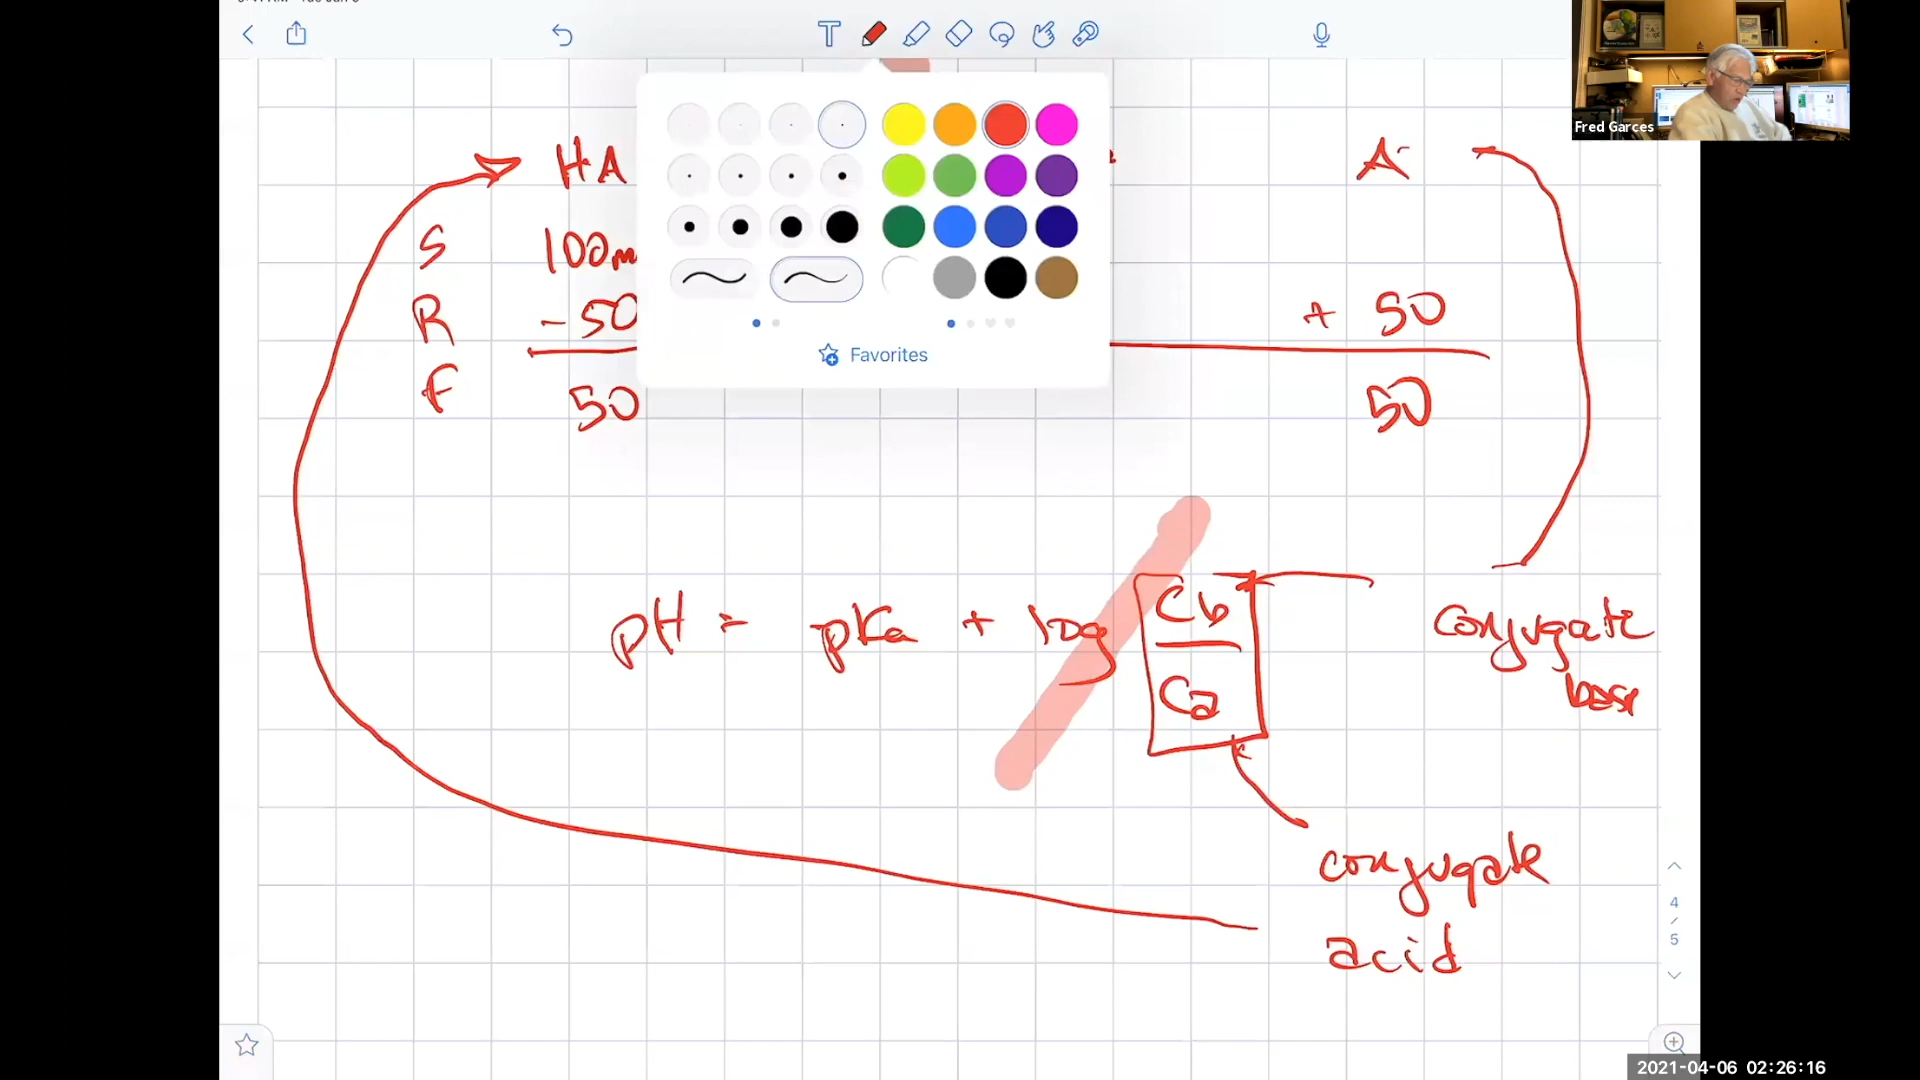 T
Fred Garces
HA A⁻
S 100m
R - 50 + 50
F 50 50
Favorites
pH = pKa + log Cb
Ca
conjugate
base
conjugate
acid
4
/
5
2021-04-06 02:26:16